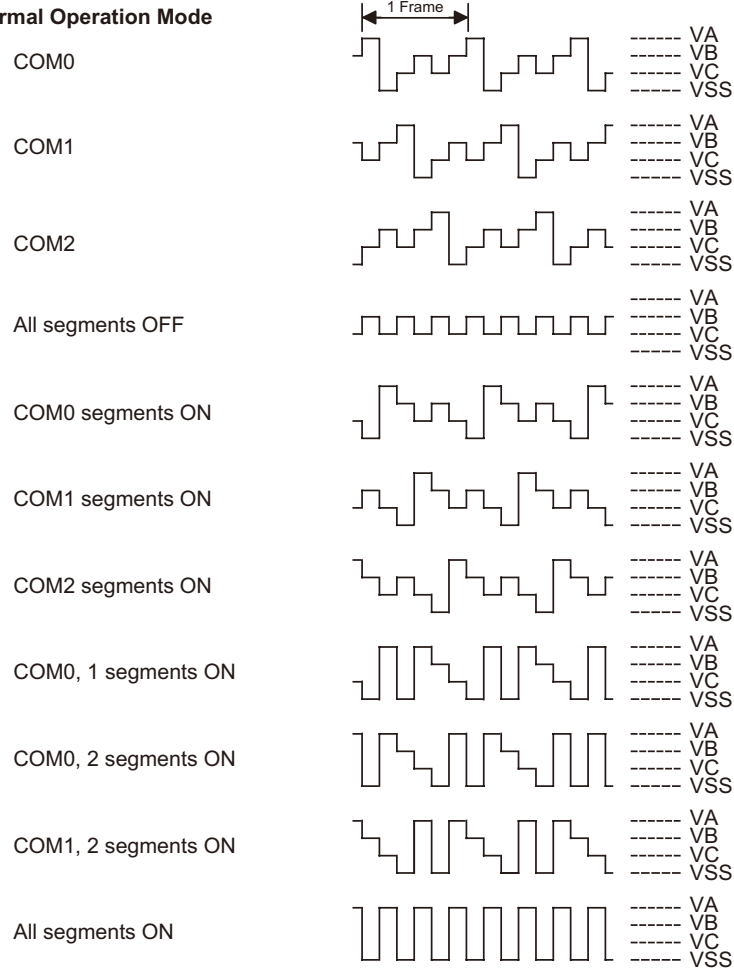 rmal Operation Mode
1 Frame
COM0
VA
VB
VC
VSS
COM1
VA
VB
VC
VSS
COM2
VA
VB
VC
VSS
All segments OFF
VA
VB
VC
VSS
COM0 segments ON
VA
VB
VC
VSS
COM1 segments ON
VA
VB
VC
VSS
COM2 segments ON
VA
VB
VC
VSS
COM0, 1 segments ON
VA
VB
VC
VSS
COM0, 2 segments ON
VA
VB
VC
VSS
COM1, 2 segments ON
VA
VB
VC
VSS
All segments ON
VA
VB
VC
VSS